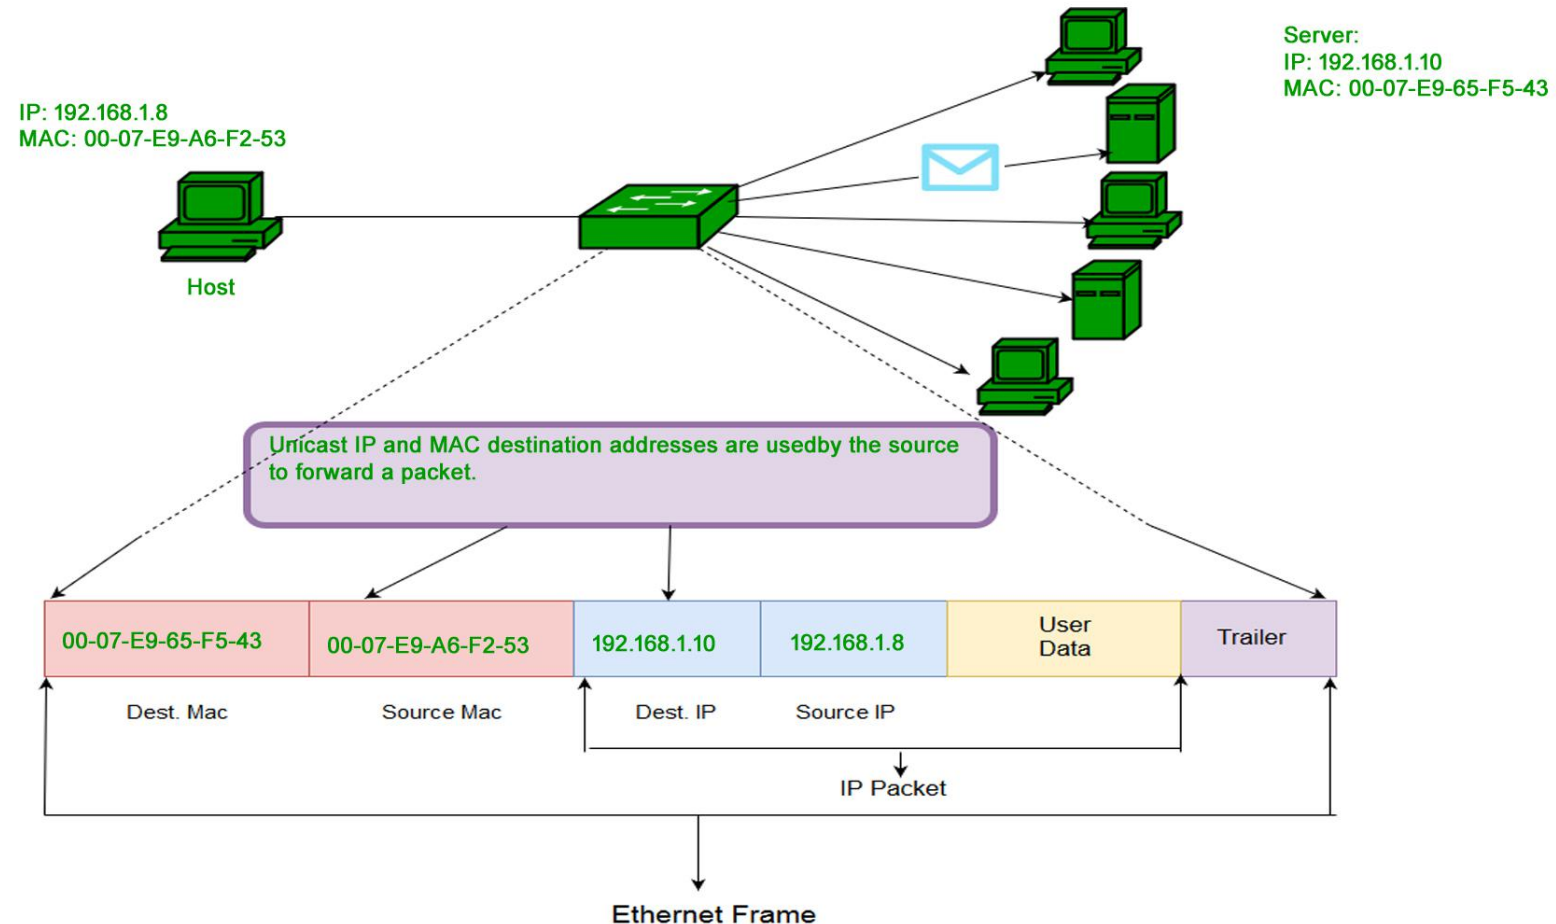 Server:
IP: 192.168.1.10
MAC: 00-07-E9-65-F5-43
IP: 192.168.1.8
MAC: 00-07-E9-A6-F2-53
Host
Unicast IP and MAC destination addresses are usedby the source
to forward a packet.
00-07-E9-65-F5-43
00-07-E9-A6-F2-53
192.168.1.10
192.168.1.8
User
Data
Trailer
Dest. Mac
Source Mac
Dest. IP
Source IP
IP Packet
Ethernet Frame